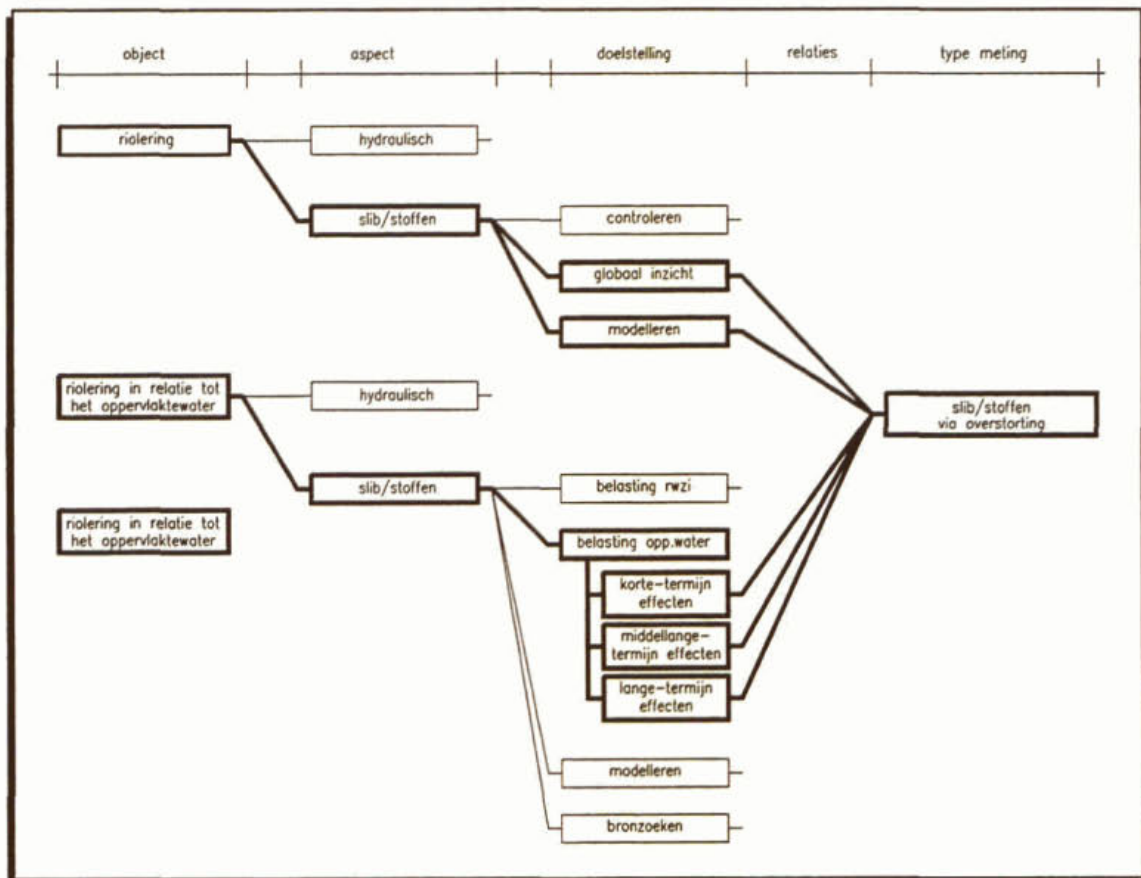 object aspect doelstelling relaties type meting
riolering hydraulisch
slib/stoffen controleren
globaal inzicht
modelleren
riolering in relatie tot
het oppervlaktewater
hydraulisch
slib/stoffen
via overstorting
slib/stoffen belasting rwzi
riolering in relatie tot
het oppervlaktewater
belasting opp.water
korte-termijn
effecten
middellange-
termijn effecten
lange-termijn
effecten
modelleren
bronzoeken